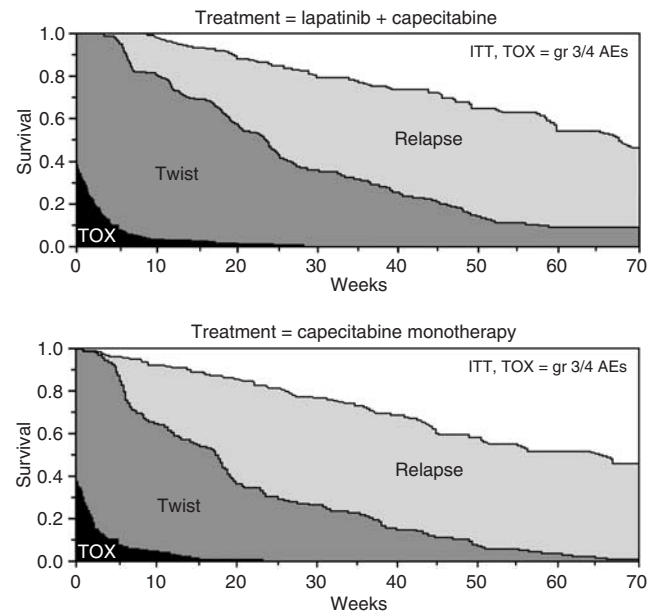 Treatment = lapatinib + capecitabine
1.0
ITT, TOX = gr 3/4 AEs
0.8
0.6
Survival
Relapse
0.4
Twist
0.2
TOX
0.0
0 10 20 30 40 50 60 70
Weeks
Treatment = capecitabine monotherapy
1.0
ITT, TOX = gr 3/4 AEs
0.8
0.6
Survival
Relapse
0.4
Twist
0.2
TOX
0.0
0 10 20 30 40 50 60 70
Weeks